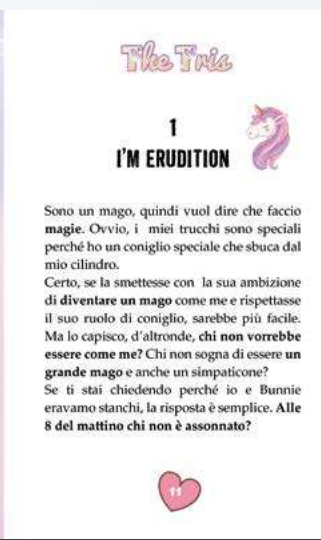 The Tris
1
I'M ERUDITION
Sono un mago, quindi vuol dire che faccio
magie. Ovvio, i miei trucchi sono speciali
perché ho un coniglio speciale che sbuca dal
mio cilindro.
Certo, se la smettesse con la sua ambizione
di diventare un mago come me e rispettasse
il suo ruolo di coniglio, sarebbe più facile.
Ma lo capisco, d'altronde, chi non vorrebbe
essere come me? Chi non sogna di essere un
grande mago e anche un simpaticone?
Se ti stai chiedendo perché io e Bunnie
eravamo stanchi, la risposta è semplice. Alle
8 del mattino chi non è assonnato?
11